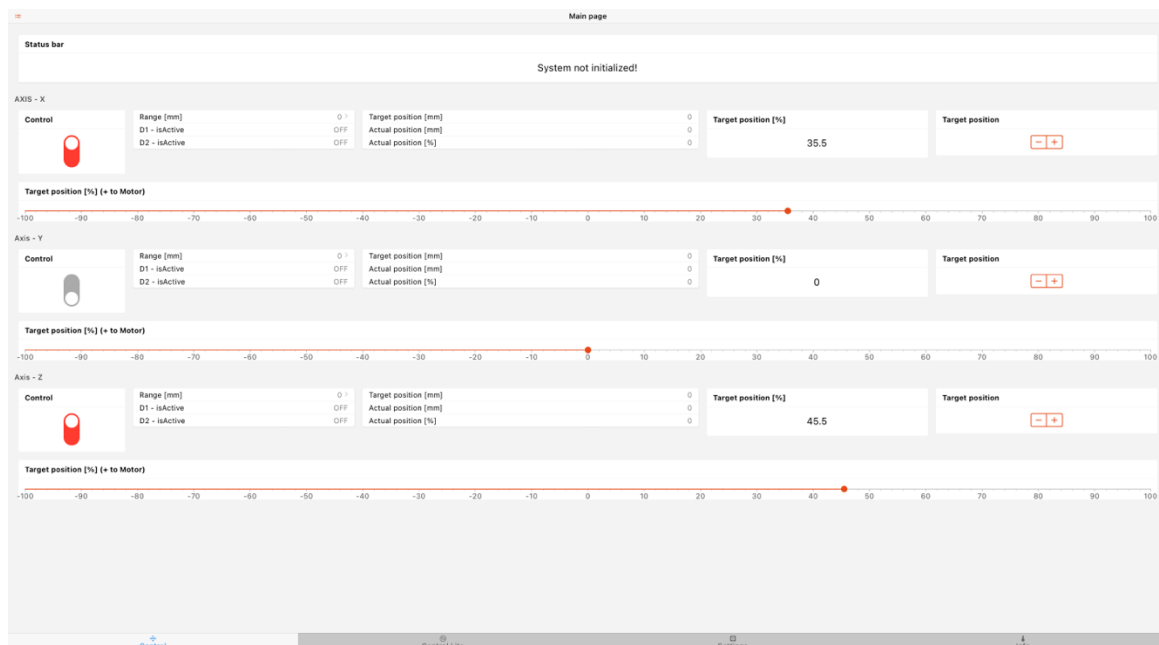 Main page
Status bar
System not initialized!
AXIS - X
Control
Range [mm] 0
D1 - isActive OFF
D2 - isActive OFF
Target position [mm] 0
Actual position [mm] 0
Actual position [%] 0
Target position [%]
35.5
Target position
- +
Target position [%] (+ to Motor)
-100 -90 -80 -70 -60 -50 -40 -30 -20 -10 0 10 20 30 40 50 60 70 80 90 100
Axis - Y
Control
Range [mm] 0
D1 - isActive OFF
D2 - isActive OFF
Target position [mm] 0
Actual position [mm] 0
Actual position [%] 0
Target position [%]
0
Target position
- +
Target position [%] (+ to Motor)
-100 -90 -80 -70 -60 -50 -40 -30 -20 -10 0 10 20 30 40 50 60 70 80 90 100
Axis - Z
Control
Range [mm] 0
D1 - isActive OFF
D2 - isActive OFF
Target position [mm] 0
Actual position [mm] 0
Actual position [%] 0
Target position [%]
45.5
Target position
- +
Target position [%] (+ to Motor)
-100 -90 -80 -70 -60 -50 -40 -30 -20 -10 0 10 20 30 40 50 60 70 80 90 100